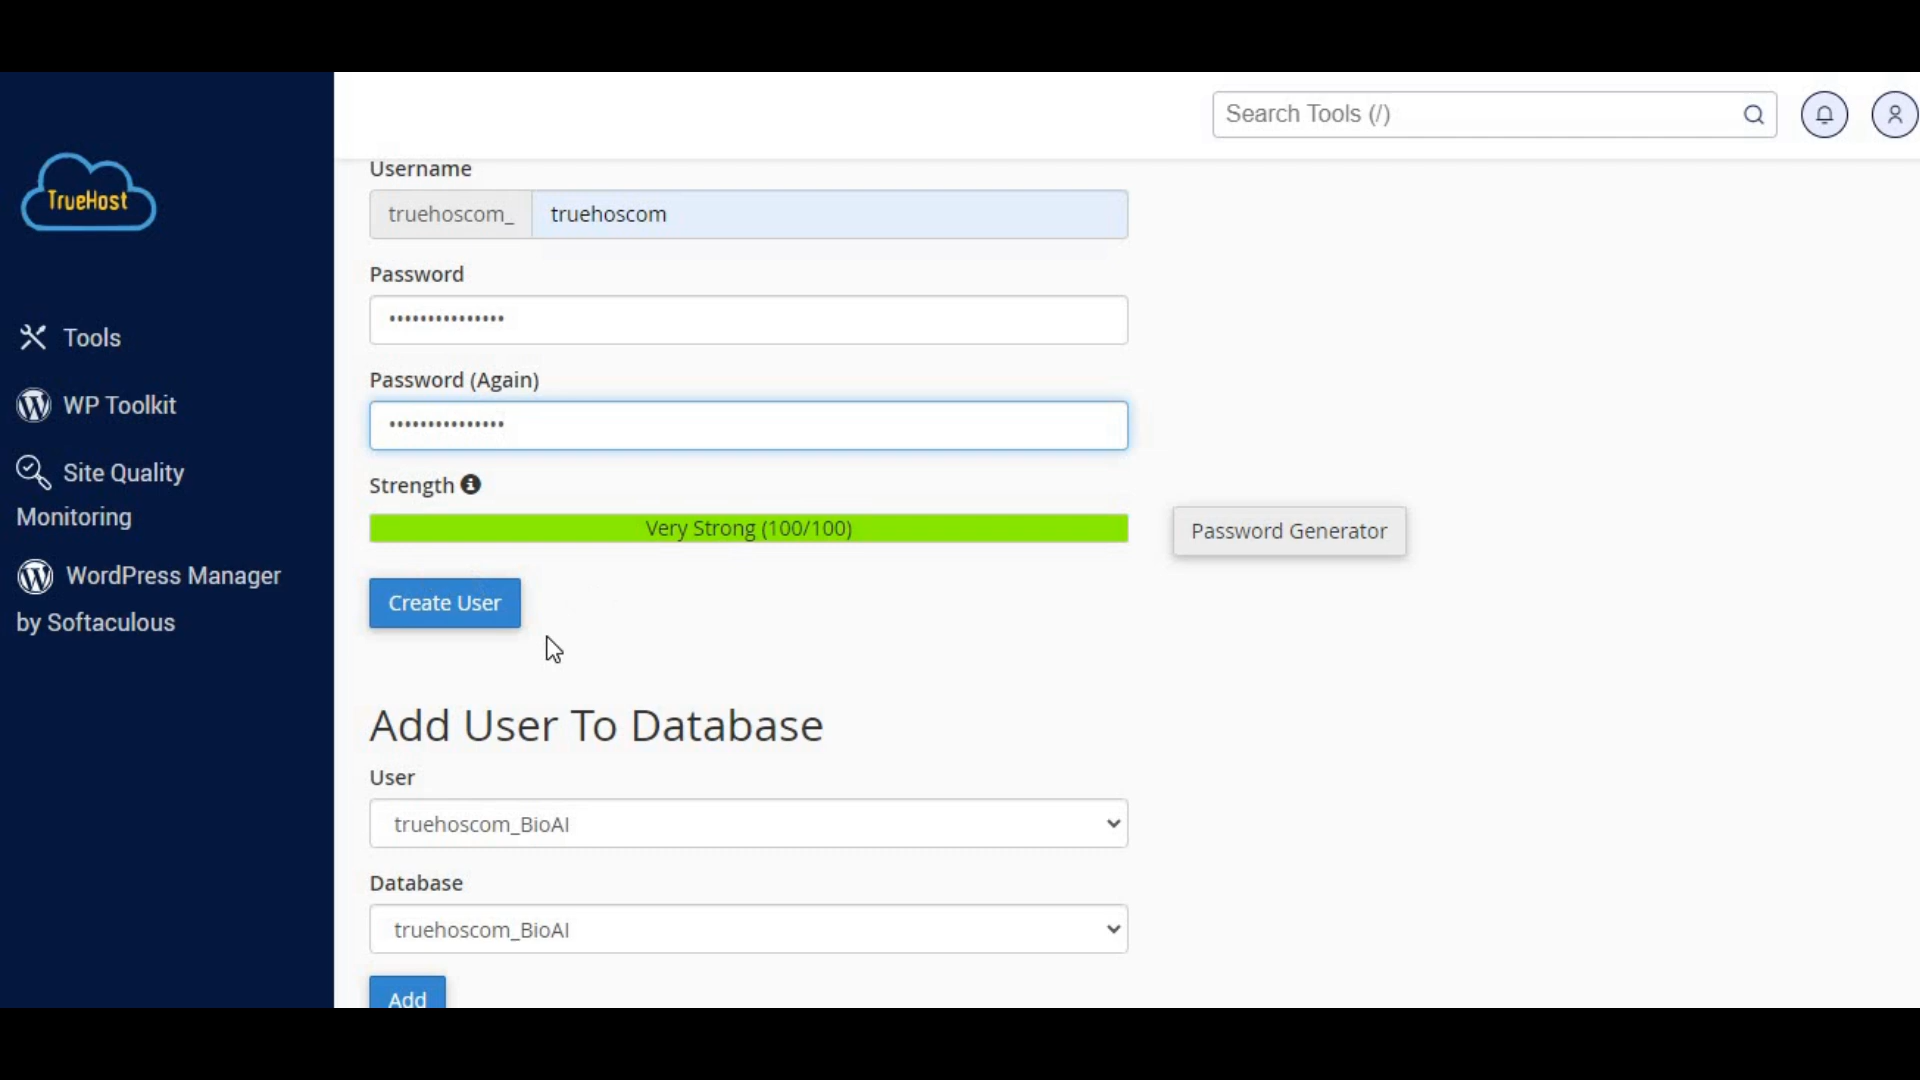 Search Tools (/)
TrueHost
Username
truehoscom_ truehoscom
Password
•••••••••••••••
Tools
Password (Again)
WP Toolkit
•••••••••••••••
Site Quality
Monitoring
Strength
Very Strong (100/100)
Password Generator
WordPress Manager
by Softaculous
Create User
Add User To Database
User
truehoscom_BioAI
Database
truehoscom_BioAI
Add